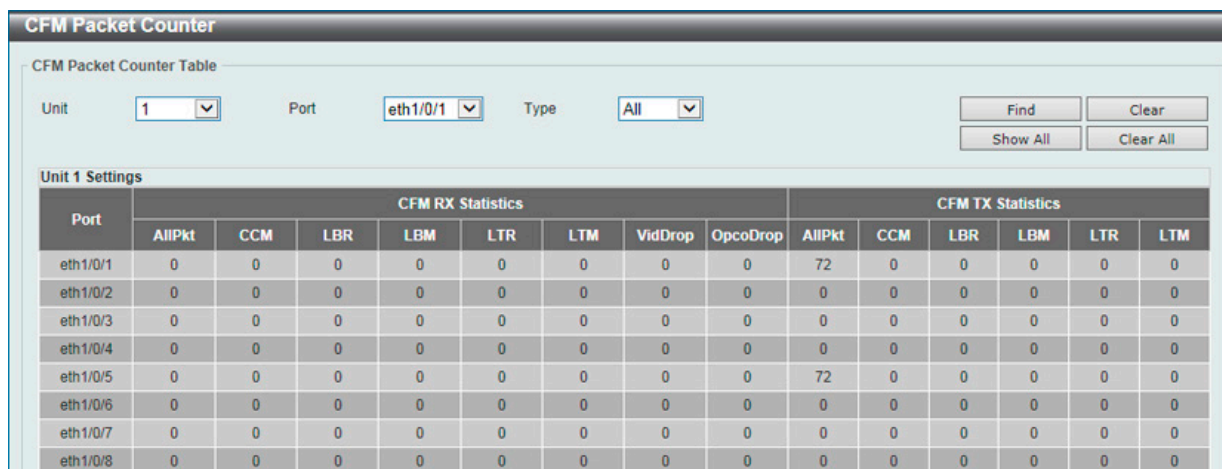 CFM Packet Counter
CFM Packet Counter Table
Unit 1 Port eth1/0/1 Type All Find Clear
Show All Clear All
Unit 1 Settings
Port CFM RX Statistics CFM TX Statistics
AllPkt CCM LBR LBM LTR LTM VidDrop OpcoDrop AllPkt CCM LBR LBM LTR LTM
eth1/0/1 0 0 0 0 0 0 0 0 72 0 0 0 0 0
eth1/0/2 0 0 0 0 0 0 0 0 0 0 0 0 0 0
eth1/0/3 0 0 0 0 0 0 0 0 0 0 0 0 0 0
eth1/0/4 0 0 0 0 0 0 0 0 0 0 0 0 0 0
eth1/0/5 0 0 0 0 0 0 0 0 72 0 0 0 0 0
eth1/0/6 0 0 0 0 0 0 0 0 0 0 0 0 0 0
eth1/0/7 0 0 0 0 0 0 0 0 0 0 0 0 0 0
eth1/0/8 0 0 0 0 0 0 0 0 0 0 0 0 0 0